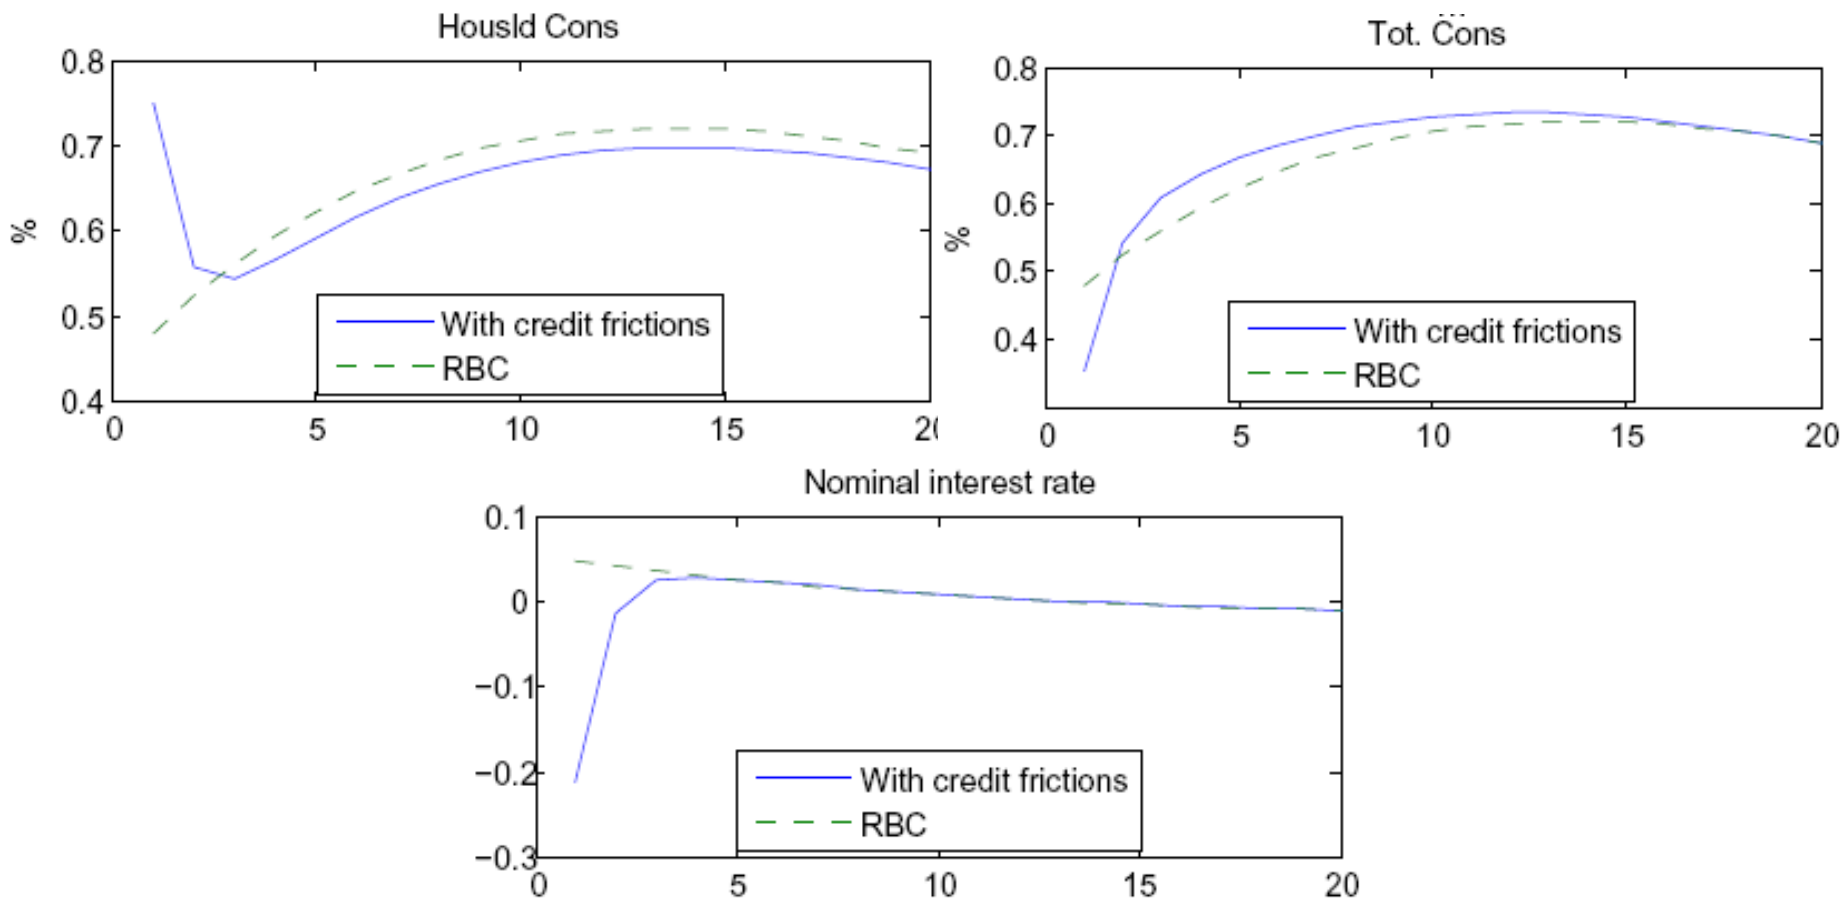 Housld Cons
0.8
0.7
0.6
0.5
0.4
%
With credit frictions
RBC
0 5 10 15 20
Tot. Cons
0.8
0.7
0.6
0.5
0.4
%
With credit frictions
RBC
0 5 10 15 20
Nominal interest rate
0.1
0
−0.1
−0.2
−0.3
With credit frictions
RBC
0 5 10 15 20